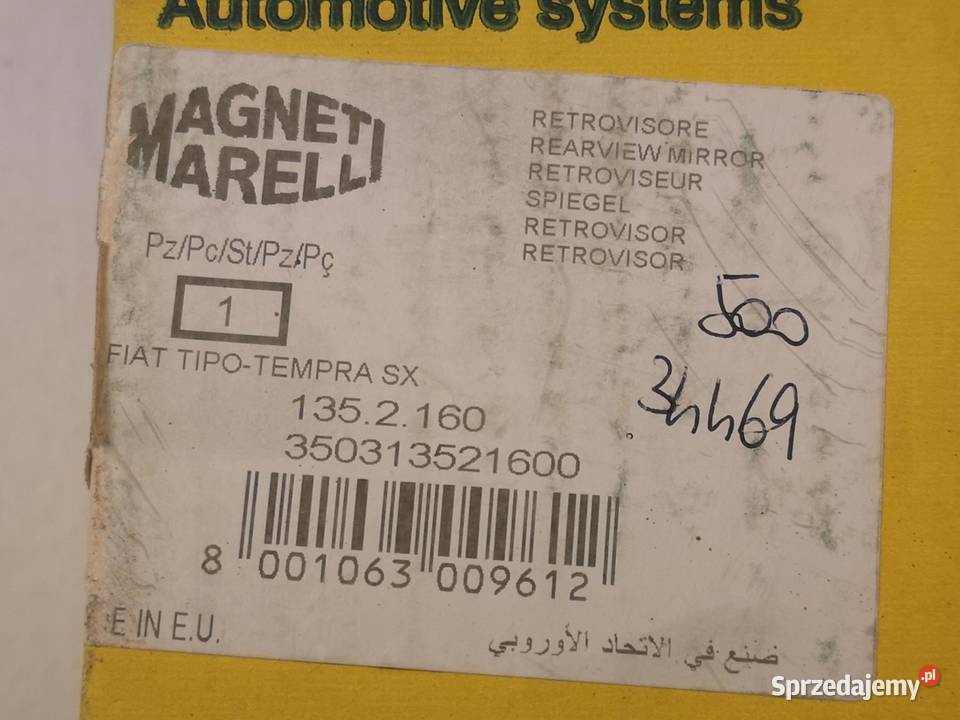 Automotive systems
MAGNETI
MARELLI
RETROVISORE
REARVIEW MIRROR
RETROVISEUR
SPIEGEL
RETROVISOR
RETROVISOR
Pz/Pc/St/Pz/Pç
1
500
34469
FIAT TIPO-TEMPRA SX
135.2.160
350313521600
8 001063 009612
E IN E.U.
صنع في الاتحاد الأوروبي
Sprzedajemy.pl